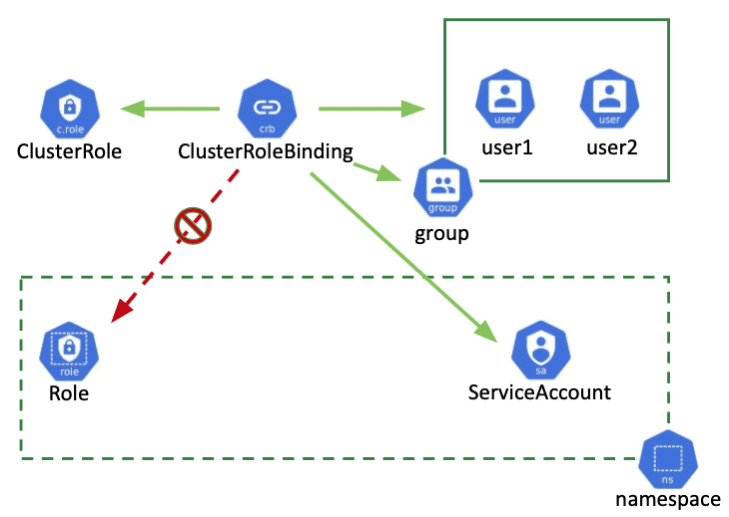 c.role
ClusterRole
crb
ClusterRoleBinding
user
user1
user
user2
group
group
role
Role
sa
ServiceAccount
ns
namespace